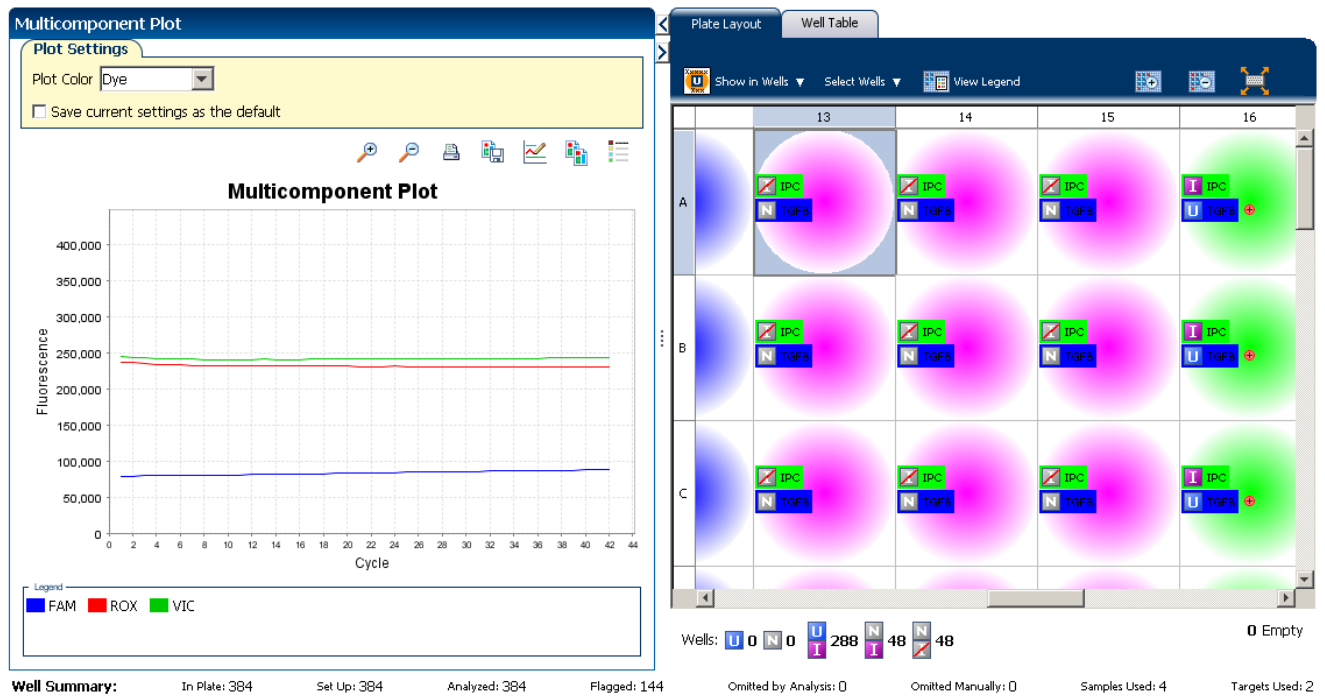 Multicomponent Plot
Plot Settings
Plot Color Dye
Save current settings as the default
Multicomponent Plot
400,000
350,000
300,000
250,000
200,000
150,000
100,000
50,000
0
Fluorescence
0 2 4 6 8 10 12 14 16 18 20 22 24 26 28 30 32 34 36 38 40 42 44
Cycle
Legend
FAM ROX VIC
Plate Layout Well Table
Show in Wells ▼ Select Wells ▼ View Legend
13 14 15 16
A
I IPC I IPC I IPC I IPC
N TGFB N TGFB N TGFB U TGFB
B
I IPC I IPC I IPC I IPC
N TGFB N TGFB N TGFB U TGFB
C
I IPC I IPC I IPC I IPC
N TGFB N TGFB N TGFB U TGFB
Wells: U 0 N 0 U I 288 N I 48 N I 48
0 Empty
Well Summary: In Plate: 384 Set Up: 384 Analyzed: 384 Flagged: 144 Omitted by Analysis: 0 Omitted Manually: 0 Samples Used: 4 Targets Used: 2